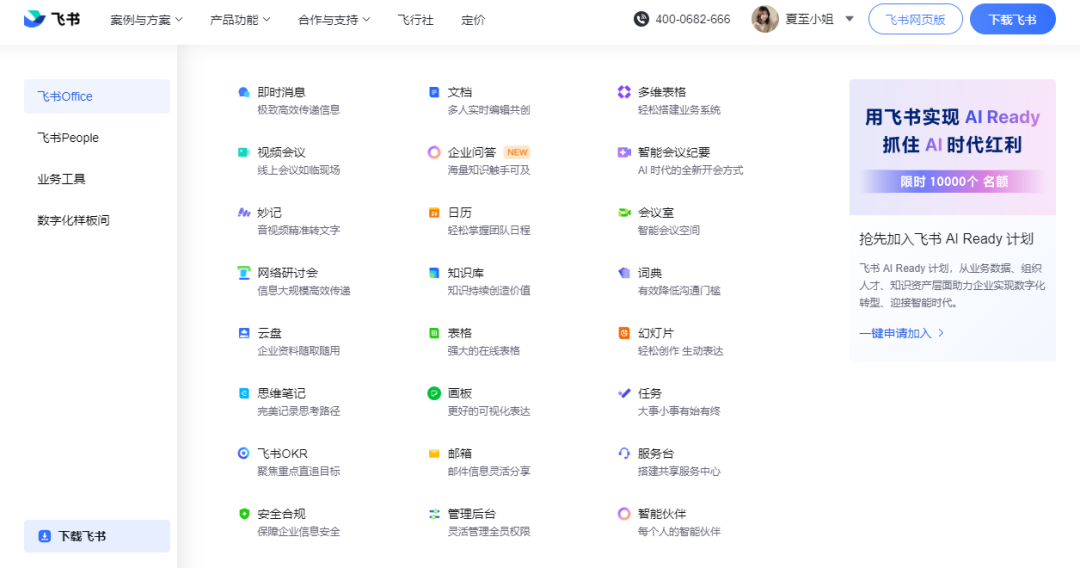 飞书
案例与方案
产品功能
合作与支持
飞行社
定价
400-0682-666
夏至小姐
飞书网页版
下载飞书
飞书Office
飞书People
业务工具
数字化样板间
下载飞书
即时消息
极致高效传递信息
文档
多人实时编辑共创
多维表格
轻松搭建业务系统
视频会议
线上会议如临现场
企业问答 NEW
海量知识触手可及
智能会议纪要
AI 时代的全新开会方式
妙记
音视频精准转文字
日历
轻松掌握团队日程
会议室
智能会议空间
网络研讨会
信息大规模高效传递
知识库
知识持续创造价值
词典
有效降低沟通门槛
云盘
企业资料随取随用
表格
强大的在线表格
幻灯片
轻松创作 生动表达
思维笔记
完美记录思考路径
画板
更好的可视化表达
任务
大事小事有始有终
飞书OKR
聚焦重点直追目标
邮箱
邮件信息灵活分享
服务台
搭建共享服务中心
安全合规
保障企业信息安全
管理后台
灵活管理全员权限
智能伙伴
每个人的智能伙伴
用飞书实现 AI Ready
抓住 AI 时代红利
限时 10000个 名额
抢先加入飞书 AI Ready 计划
飞书 AI Ready 计划，从业务数据、组织
人才、知识资产层面助力企业实现数字化
转型、迎接智能时代。
一键申请加入